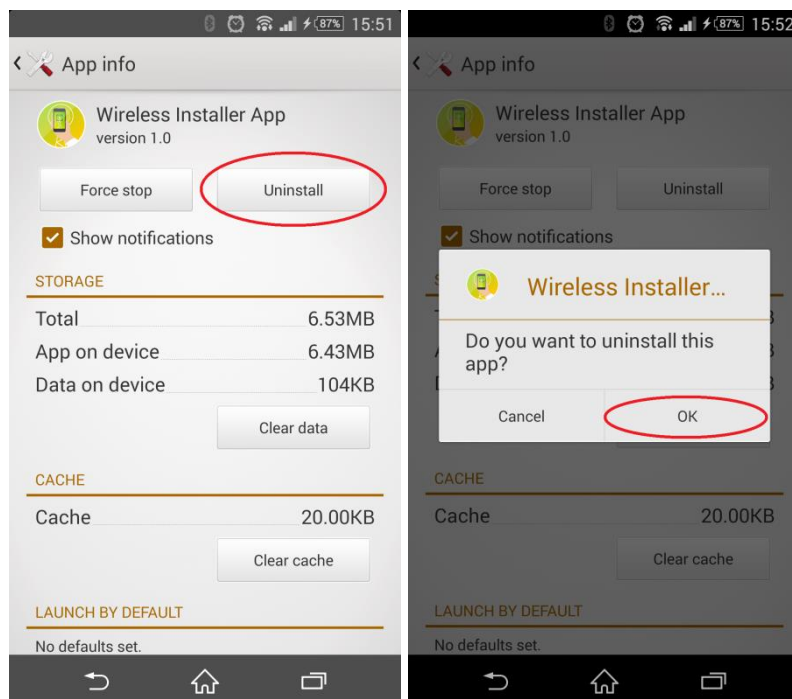 87% 15:51
App info
Wireless Installer App
version 1.0
Force stop
Uninstall
Show notifications
STORAGE
Total 6.53MB
App on device 6.43MB
Data on device 104KB
Clear data
CACHE
Cache 20.00KB
Clear cache
LAUNCH BY DEFAULT
No defaults set.
87% 15:52
App info
Wireless Installer App
version 1.0
Force stop
Uninstall
Show notifications
Wireless Installer...
Do you want to uninstall this
app?
Cancel
OK
CACHE
Cache 20.00KB
Clear cache
LAUNCH BY DEFAULT
No defaults set.